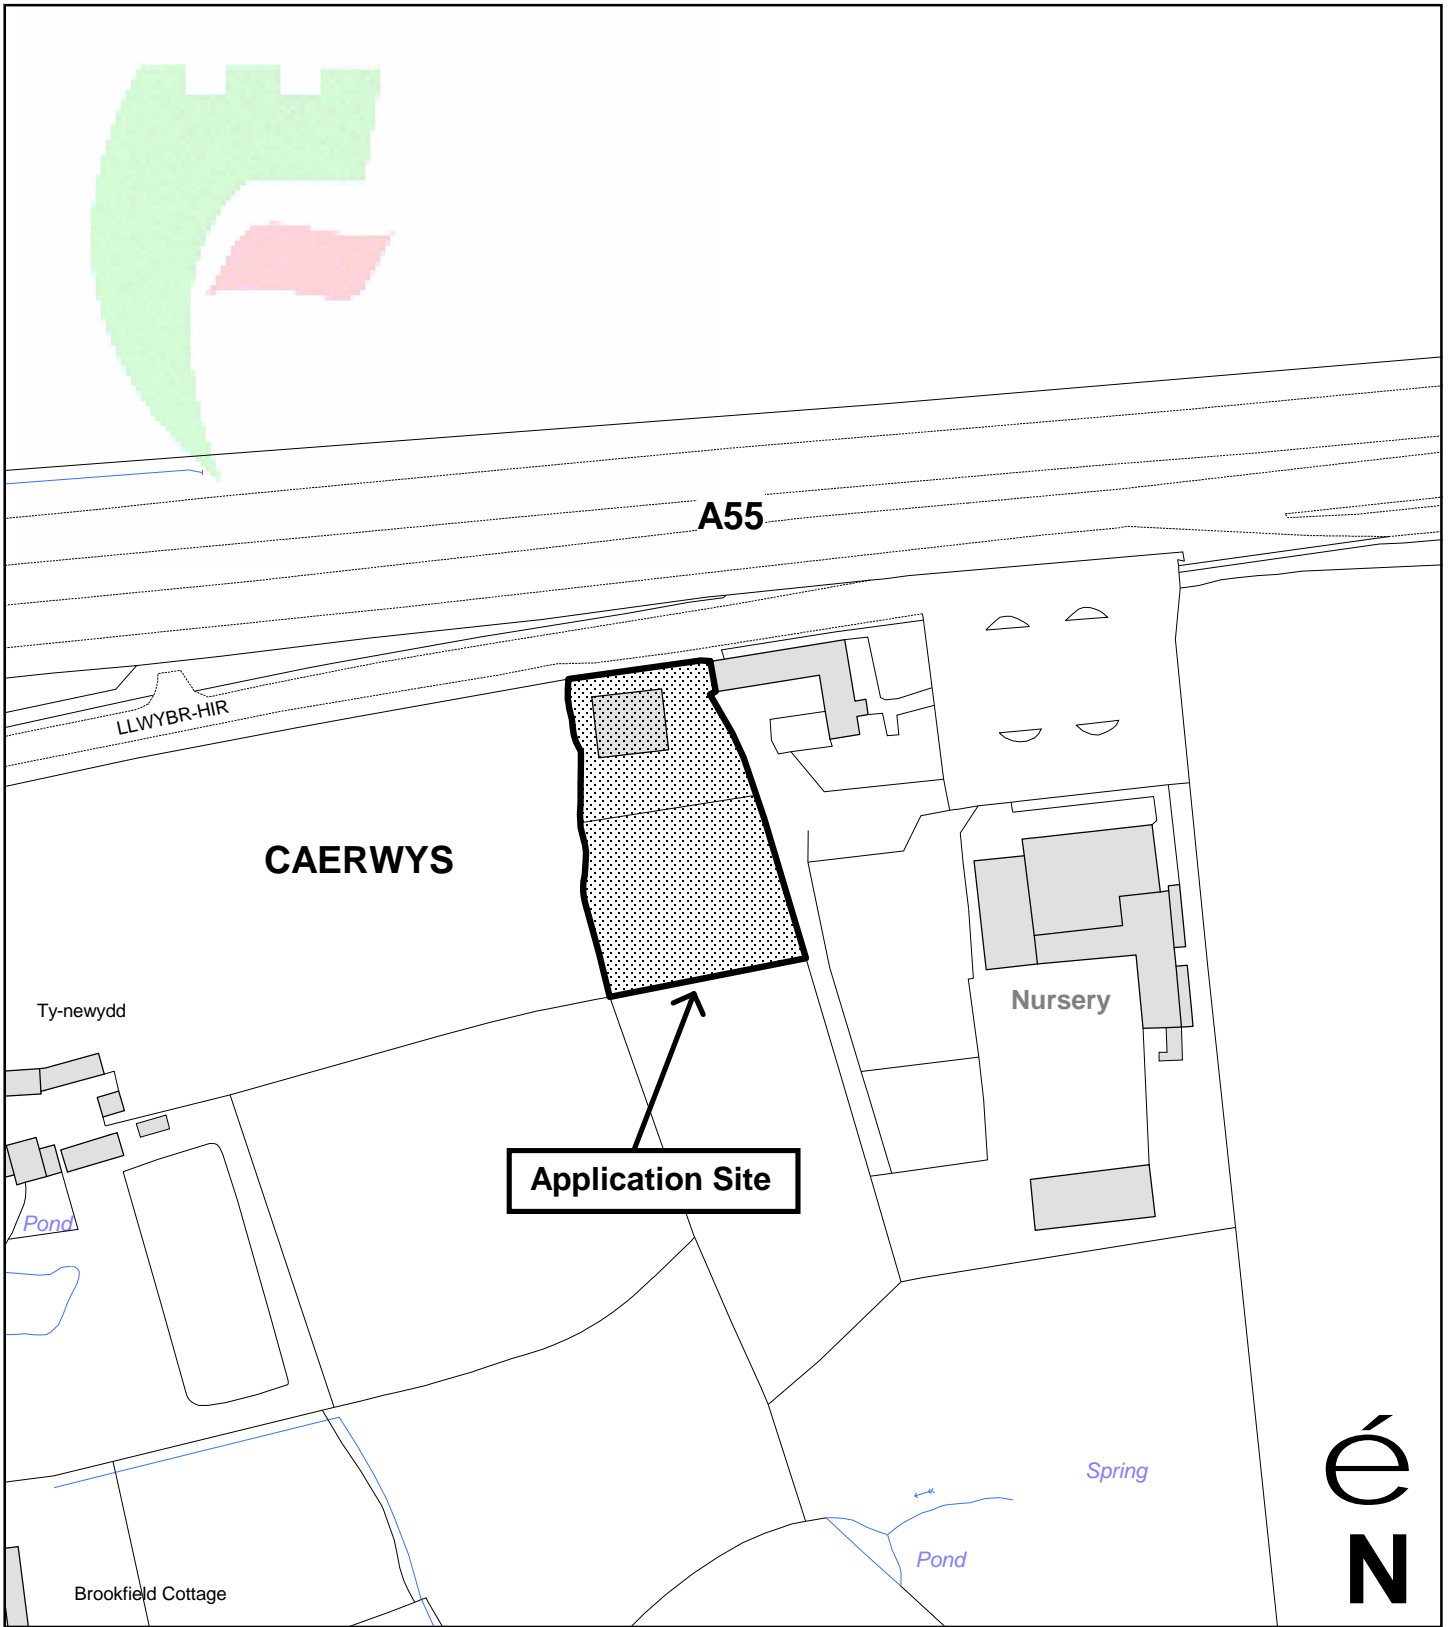 A55
LLWYBR-HIR
CAERWYS
Ty-newydd
Nursery
Application Site
Pond
Spring
Pond
Brookfield Cottage
é
N